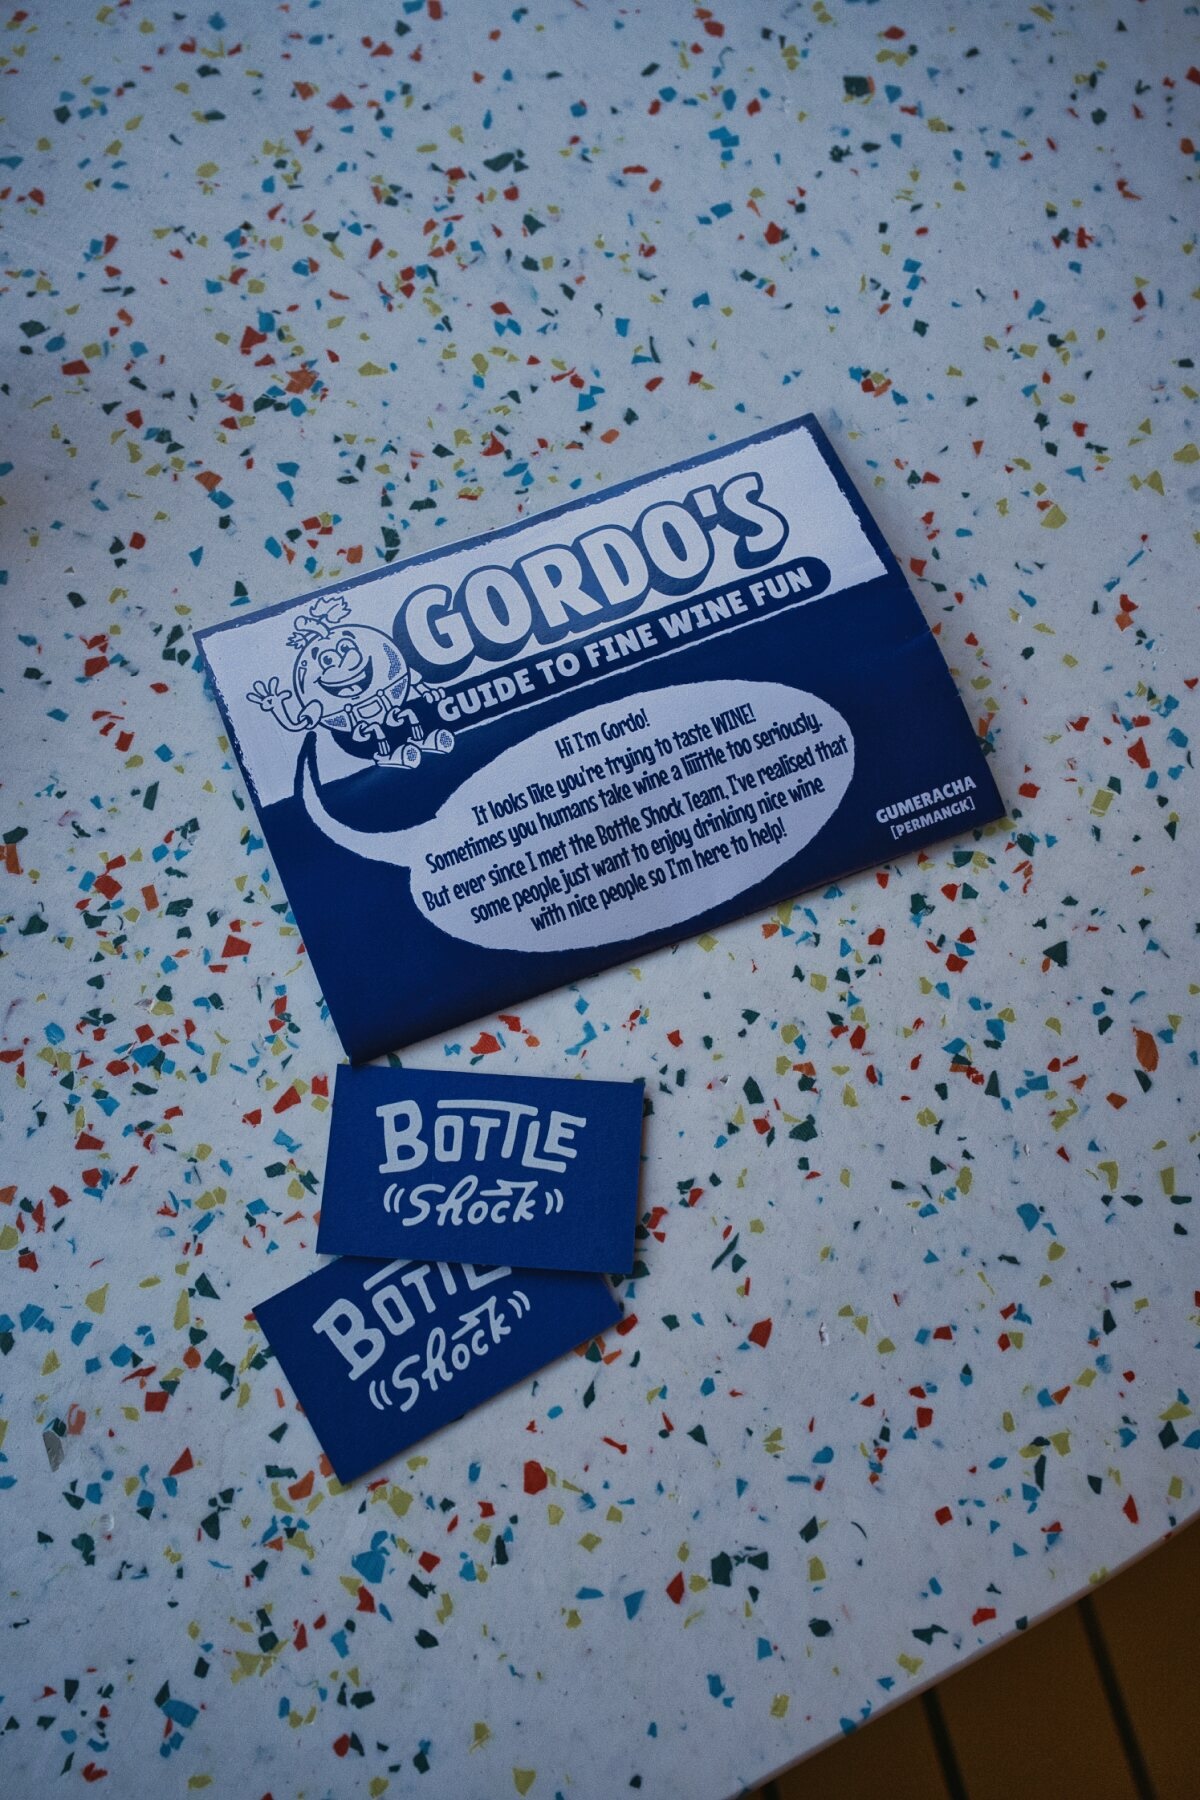 GORDO'S
GUIDE TO FINE WINE FUN
Hi I'm Gordo!
It looks like you're trying to taste WINE!
Sometimes you humans take wine a liiittle too seriously.
But ever since I met the Bottle Shock Team, I've realised that
some people just want to enjoy drinking nice wine
with nice people so I'm here to help!
GUMERACHA
[PERMANGK]
BOTTLE
((Shock))
BOTTLE
((Shock))